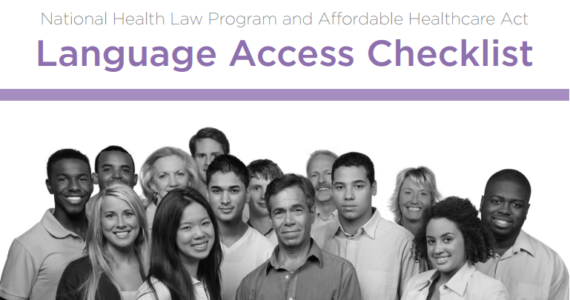 National Health Law Program and Affordable Healthcare Act
Language Access Checklist